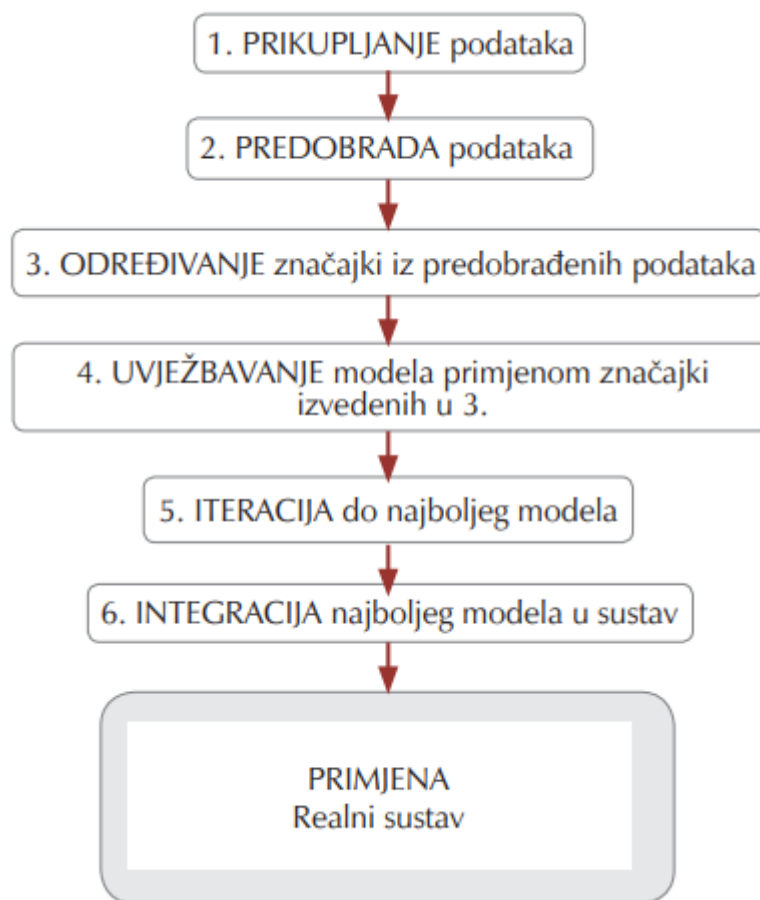 1. PRIKUPLJANJE podataka
2. PREDOBRADA podataka
3. ODREĐIVANJE značajki iz predobrađenih podataka
4. UVJEŽBAVANJE modela primjenom značajki
izvedenih u 3.
5. ITERACIJA do najboljeg modela
6. INTEGRACIJA najboljeg modela u sustav
PRIMJENA
Realni sustav